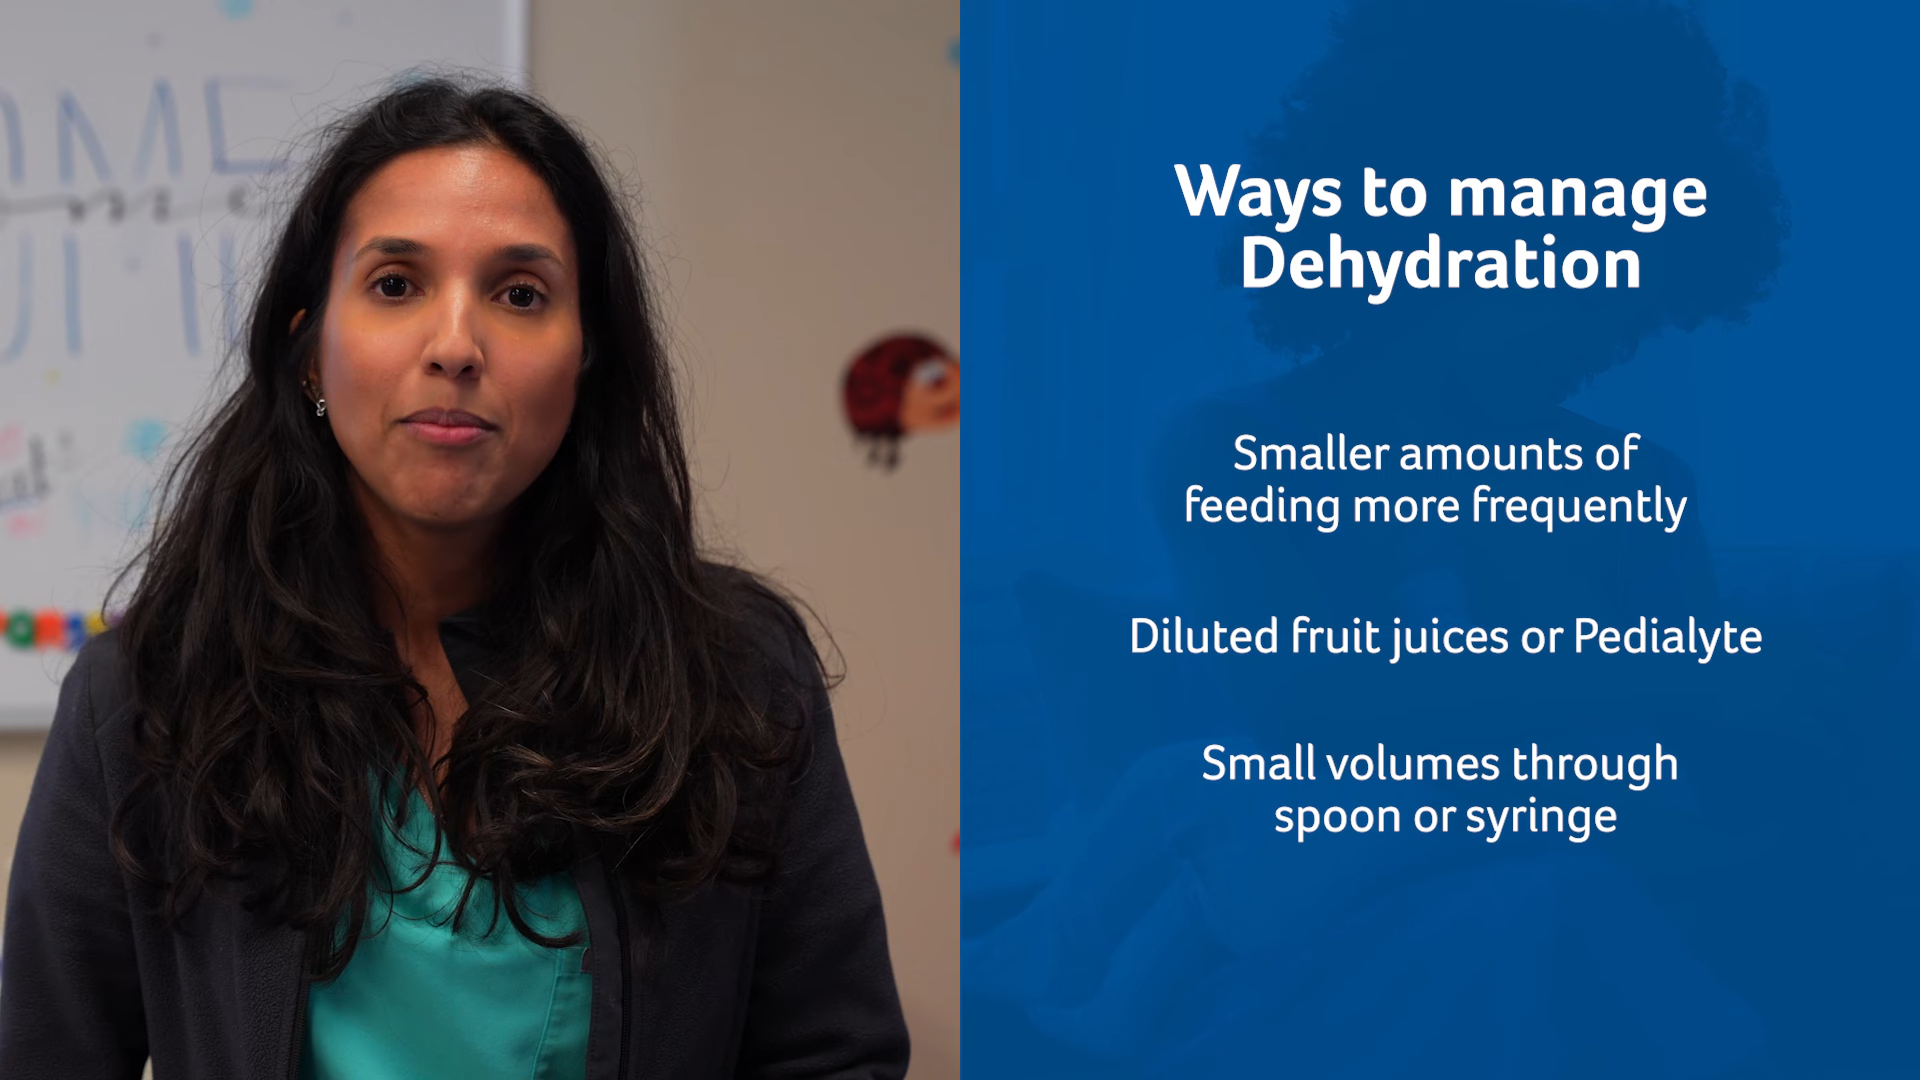 Ways to manage
Dehydration
Smaller amounts of
feeding more frequently
Diluted fruit juices or Pedialyte
Small volumes through
spoon or syringe